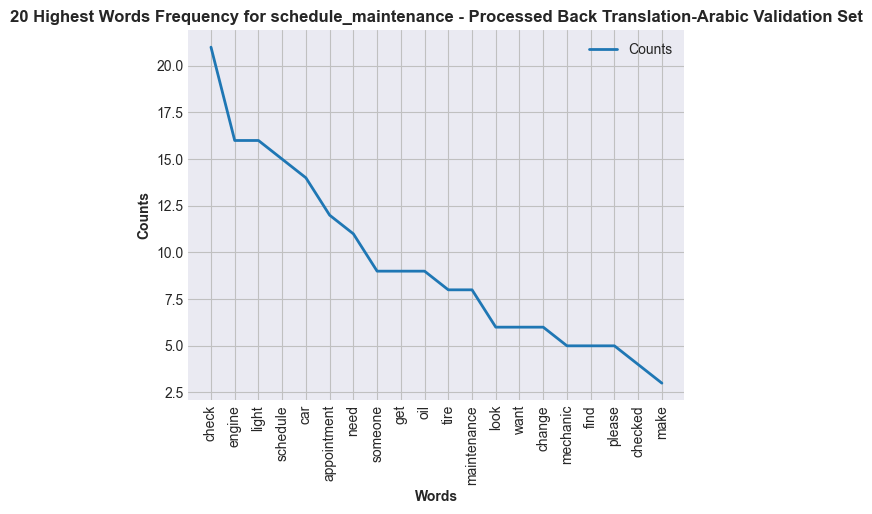 20 Highest Words Frequency for schedule_maintenance - Processed Back Translation-Arabic Validation Set
Counts
20.0
17.5
15.0
12.5
10.0
7.5
5.0
2.5
Counts
check
engine
light
schedule
car
appointment
need
someone
get
oil
tire
maintenance
look
want
change
mechanic
find
please
checked
make
Words